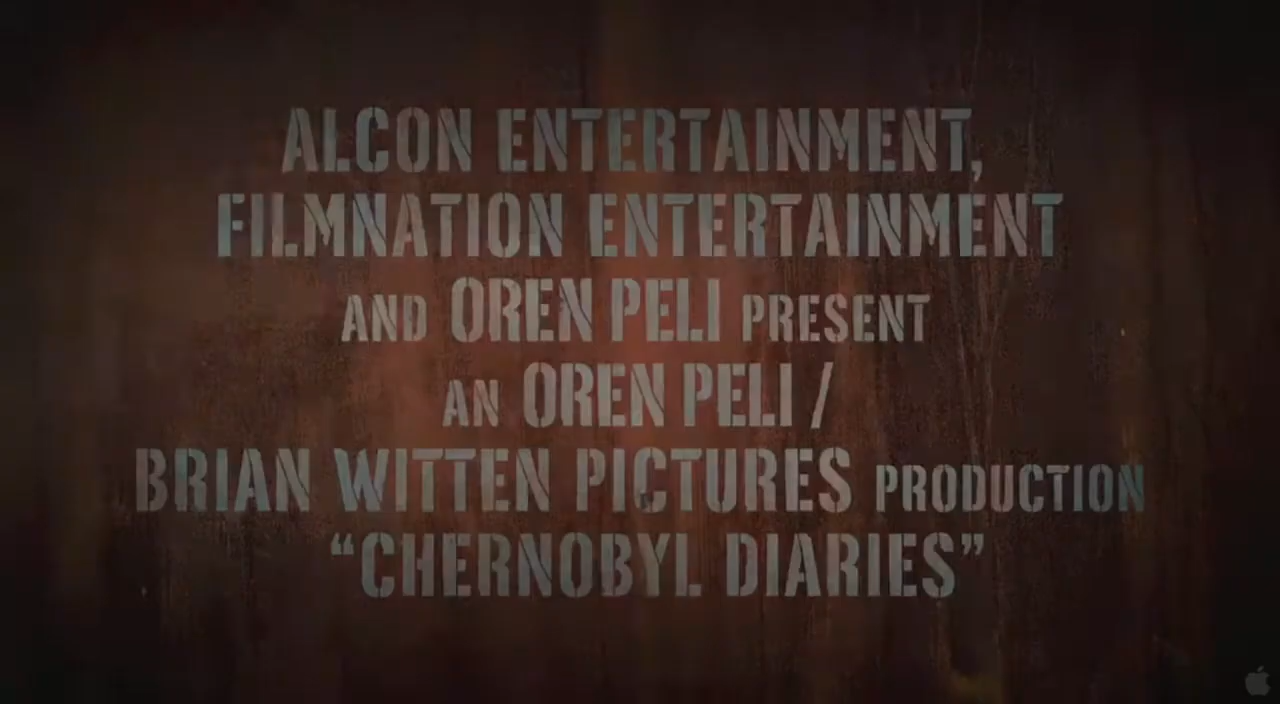 ALCON ENTERTAINMENT,
FILMNATION ENTERTAINMENT
AND OREN PELI PRESENT
AN OREN PELI /
BRIAN WITTEN PICTURES PRODUCTION
“CHERNOBYL DIARIES”